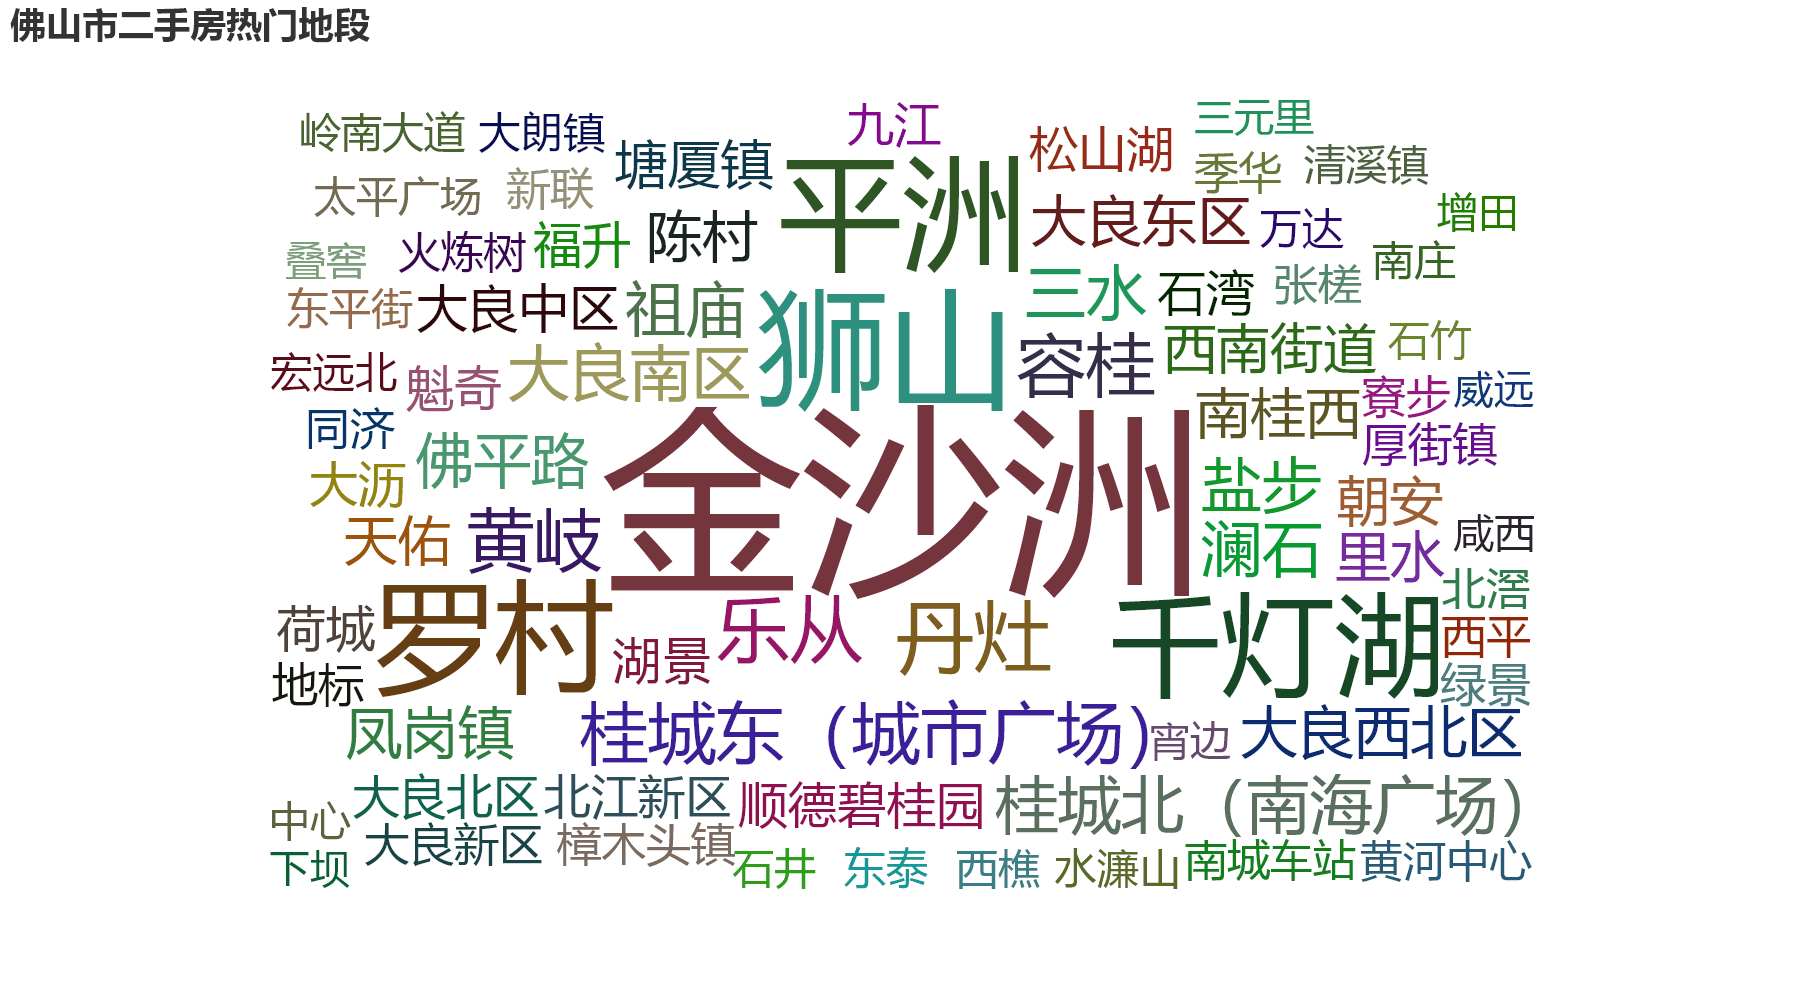 佛山市二手房热门地段
九江
三元里
岭南大道
大朗镇
松山湖
塘厦镇
清溪镇
季华
新联
太平广场
平洲
增田
大良东区
万达
陈村
福升
火炼树
叠窖
南庄
张槎
三水
石湾
东平街
大良中区
祖庙
狮山
石竹
西南街道
容桂
宏远北
魁奇
大良南区
威远
寮步
南桂西
同济
厚街镇
佛平路
大沥
金沙洲
盐步
朝安
咸西
天佑
黄岐
澜石
里水
北滘
荷城
罗村
乐从
丹灶
千灯湖
西平
湖景
地标
绿景
凤岗镇
桂城东（城市广场）
宵边
大良西北区
大良北区
北江新区
顺德碧桂园
桂城北（南海广场）
中心
大良新区
樟木头镇
下坝
石井
东泰
西樵
水濂山
南城车站
黄河中心